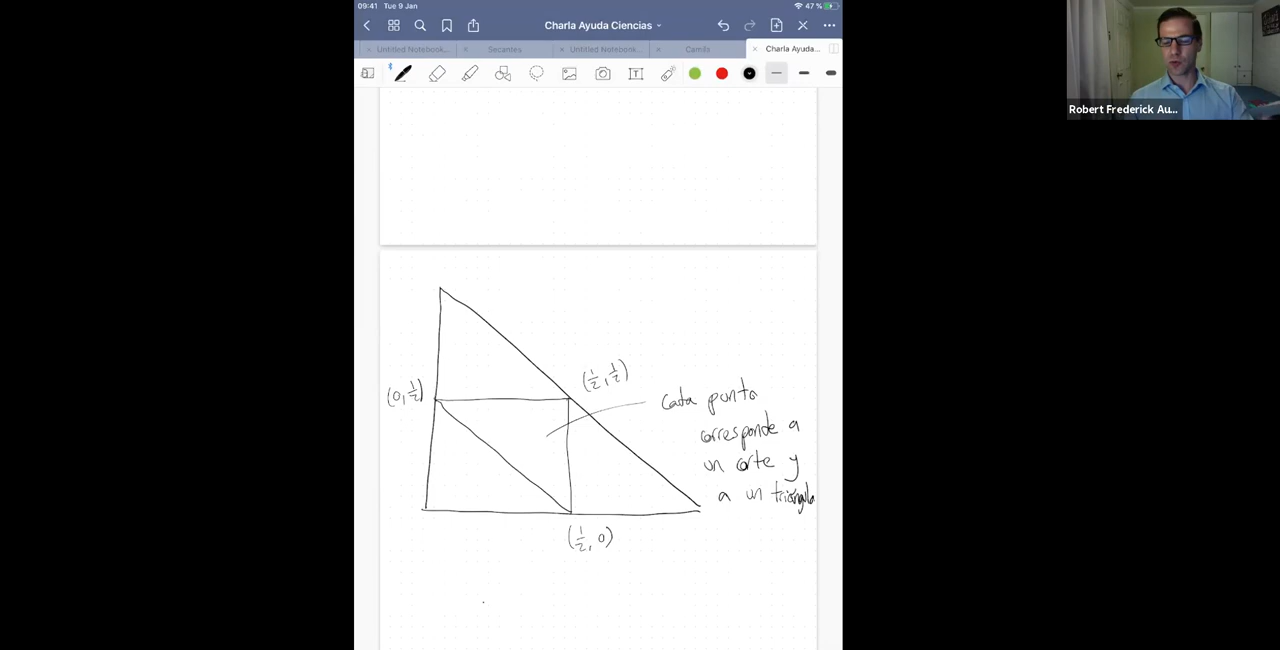 09:41 Tue 9 Jan
47 %
Charla Ayuda Ciencias
Untitled Notebook...
Secantes
Untitled Notebook...
Camils
Charla Ayuda...
T
Robert Frederick Au...
(0, 1/2)
(1/2, 1/2)
cada punto
corresponde a
un corte y
a un triángulo
(1/2, 0)